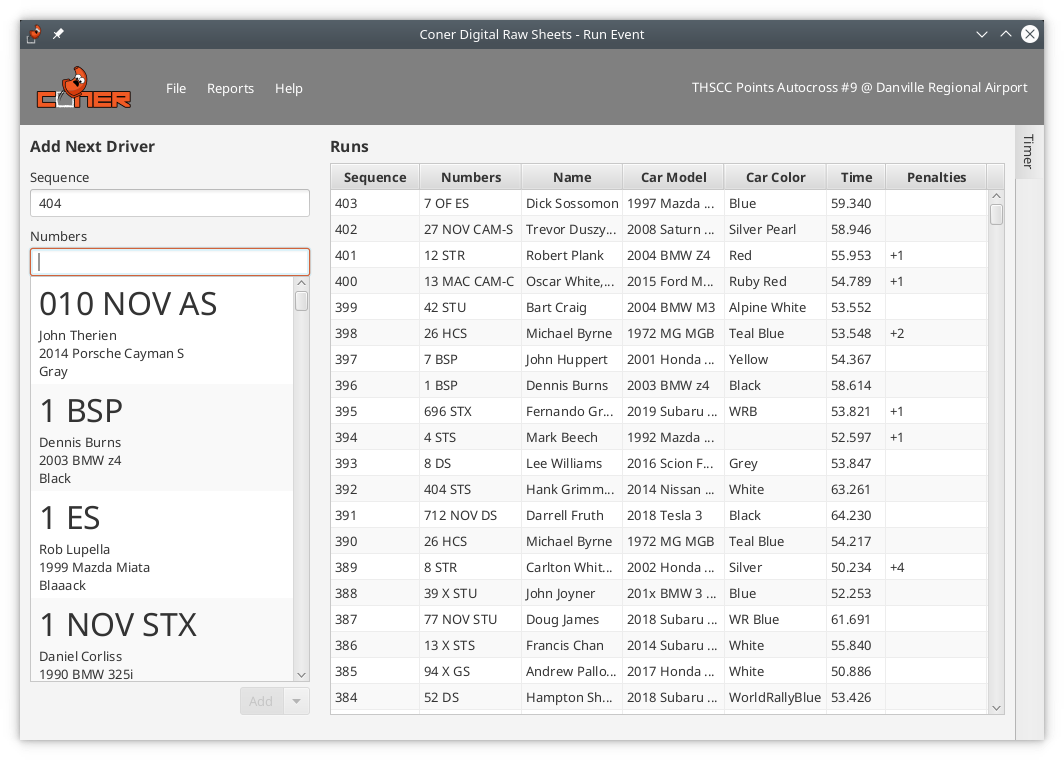 Coner Digital Raw Sheets - Run Event
CONER
File Reports Help
THSCC Points Autocross #9 @ Danville Regional Airport
Add Next Driver
Sequence
404
Numbers
010 NOV AS
John Therien
2014 Porsche Cayman S
Gray
1 BSP
Dennis Burns
2003 BMW z4
Black
1 ES
Rob Lupella
1999 Mazda Miata
Blaaack
1 NOV STX
Daniel Corliss
1990 BMW 325i
Add
Runs
Sequence Numbers Name Car Model Car Color Time Penalties
403 7 OF ES Dick Sossomon 1997 Mazda ... Blue 59.340
402 27 NOV CAM-S Trevor Duszy... 2008 Saturn ... Silver Pearl 58.946
401 12 STR Robert Plank 2004 BMW Z4 Red 55.953 +1
400 13 MAC CAM-C Oscar White,... 2015 Ford M... Ruby Red 54.789 +1
399 42 STU Bart Craig 2004 BMW M3 Alpine White 53.552
398 26 HCS Michael Byrne 1972 MG MGB Teal Blue 53.548 +2
397 7 BSP John Huppert 2001 Honda ... Yellow 54.367
396 1 BSP Dennis Burns 2003 BMW z4 Black 58.614
395 696 STX Fernando Gr... 2019 Subaru ... WRB 53.821 +1
394 4 STS Mark Beech 1992 Mazda ... 52.597 +1
393 8 DS Lee Williams 2016 Scion F... Grey 53.847
392 404 STS Hank Grimm... 2014 Nissan ... White 63.261
391 712 NOV DS Darrell Fruth 2018 Tesla 3 Black 64.230
390 26 HCS Michael Byrne 1972 MG MGB Teal Blue 54.217
389 8 STR Carlton Whit... 2002 Honda ... Silver 50.234 +4
388 39 X STU John Joyner 201x BMW 3 ... Blue 52.253
387 77 NOV STU Doug James 2018 Subaru ... WR Blue 61.691
386 13 X STS Francis Chan 2014 Subaru ... White 55.840
385 94 X GS Andrew Pallo... 2017 Honda ... White 50.886
384 52 DS Hampton Sh... 2018 Subaru ... WorldRallyBlue 53.426
Timer